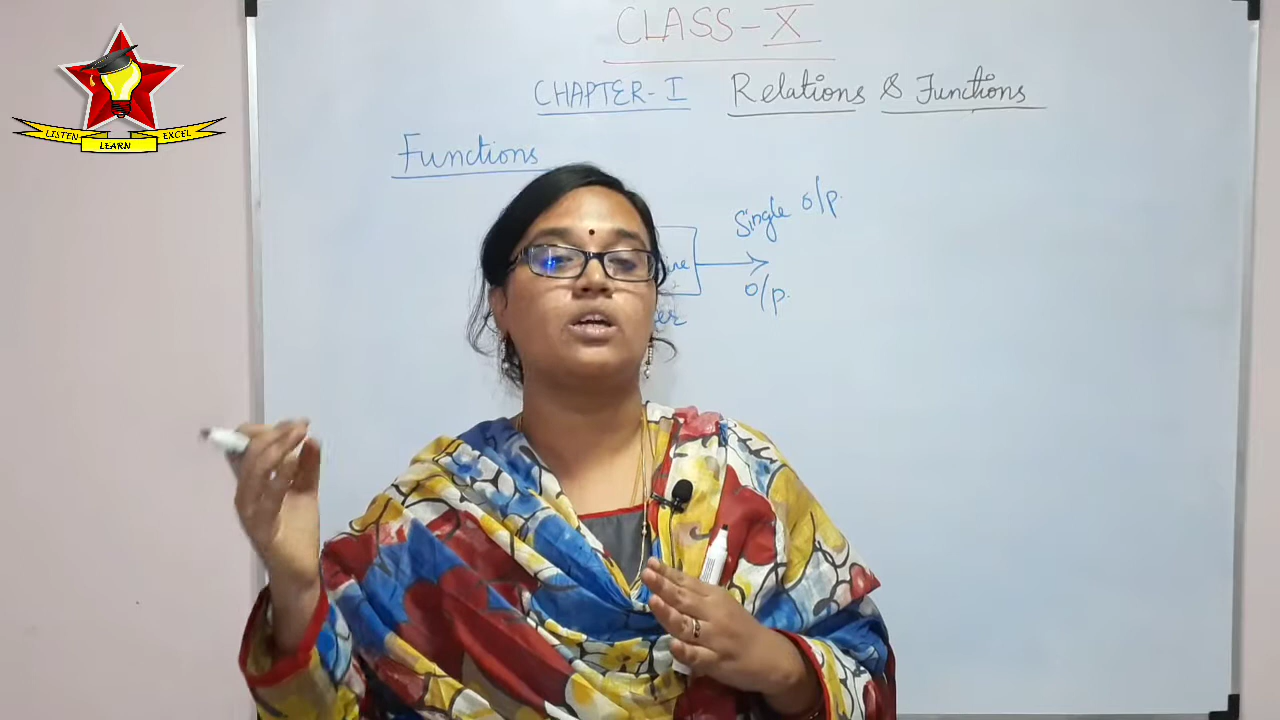 CLASS-X
CHAPTER-I Relations & Functions
Functions
Single o/p.
o/p.
LISTEN
LEARN
EXCEL